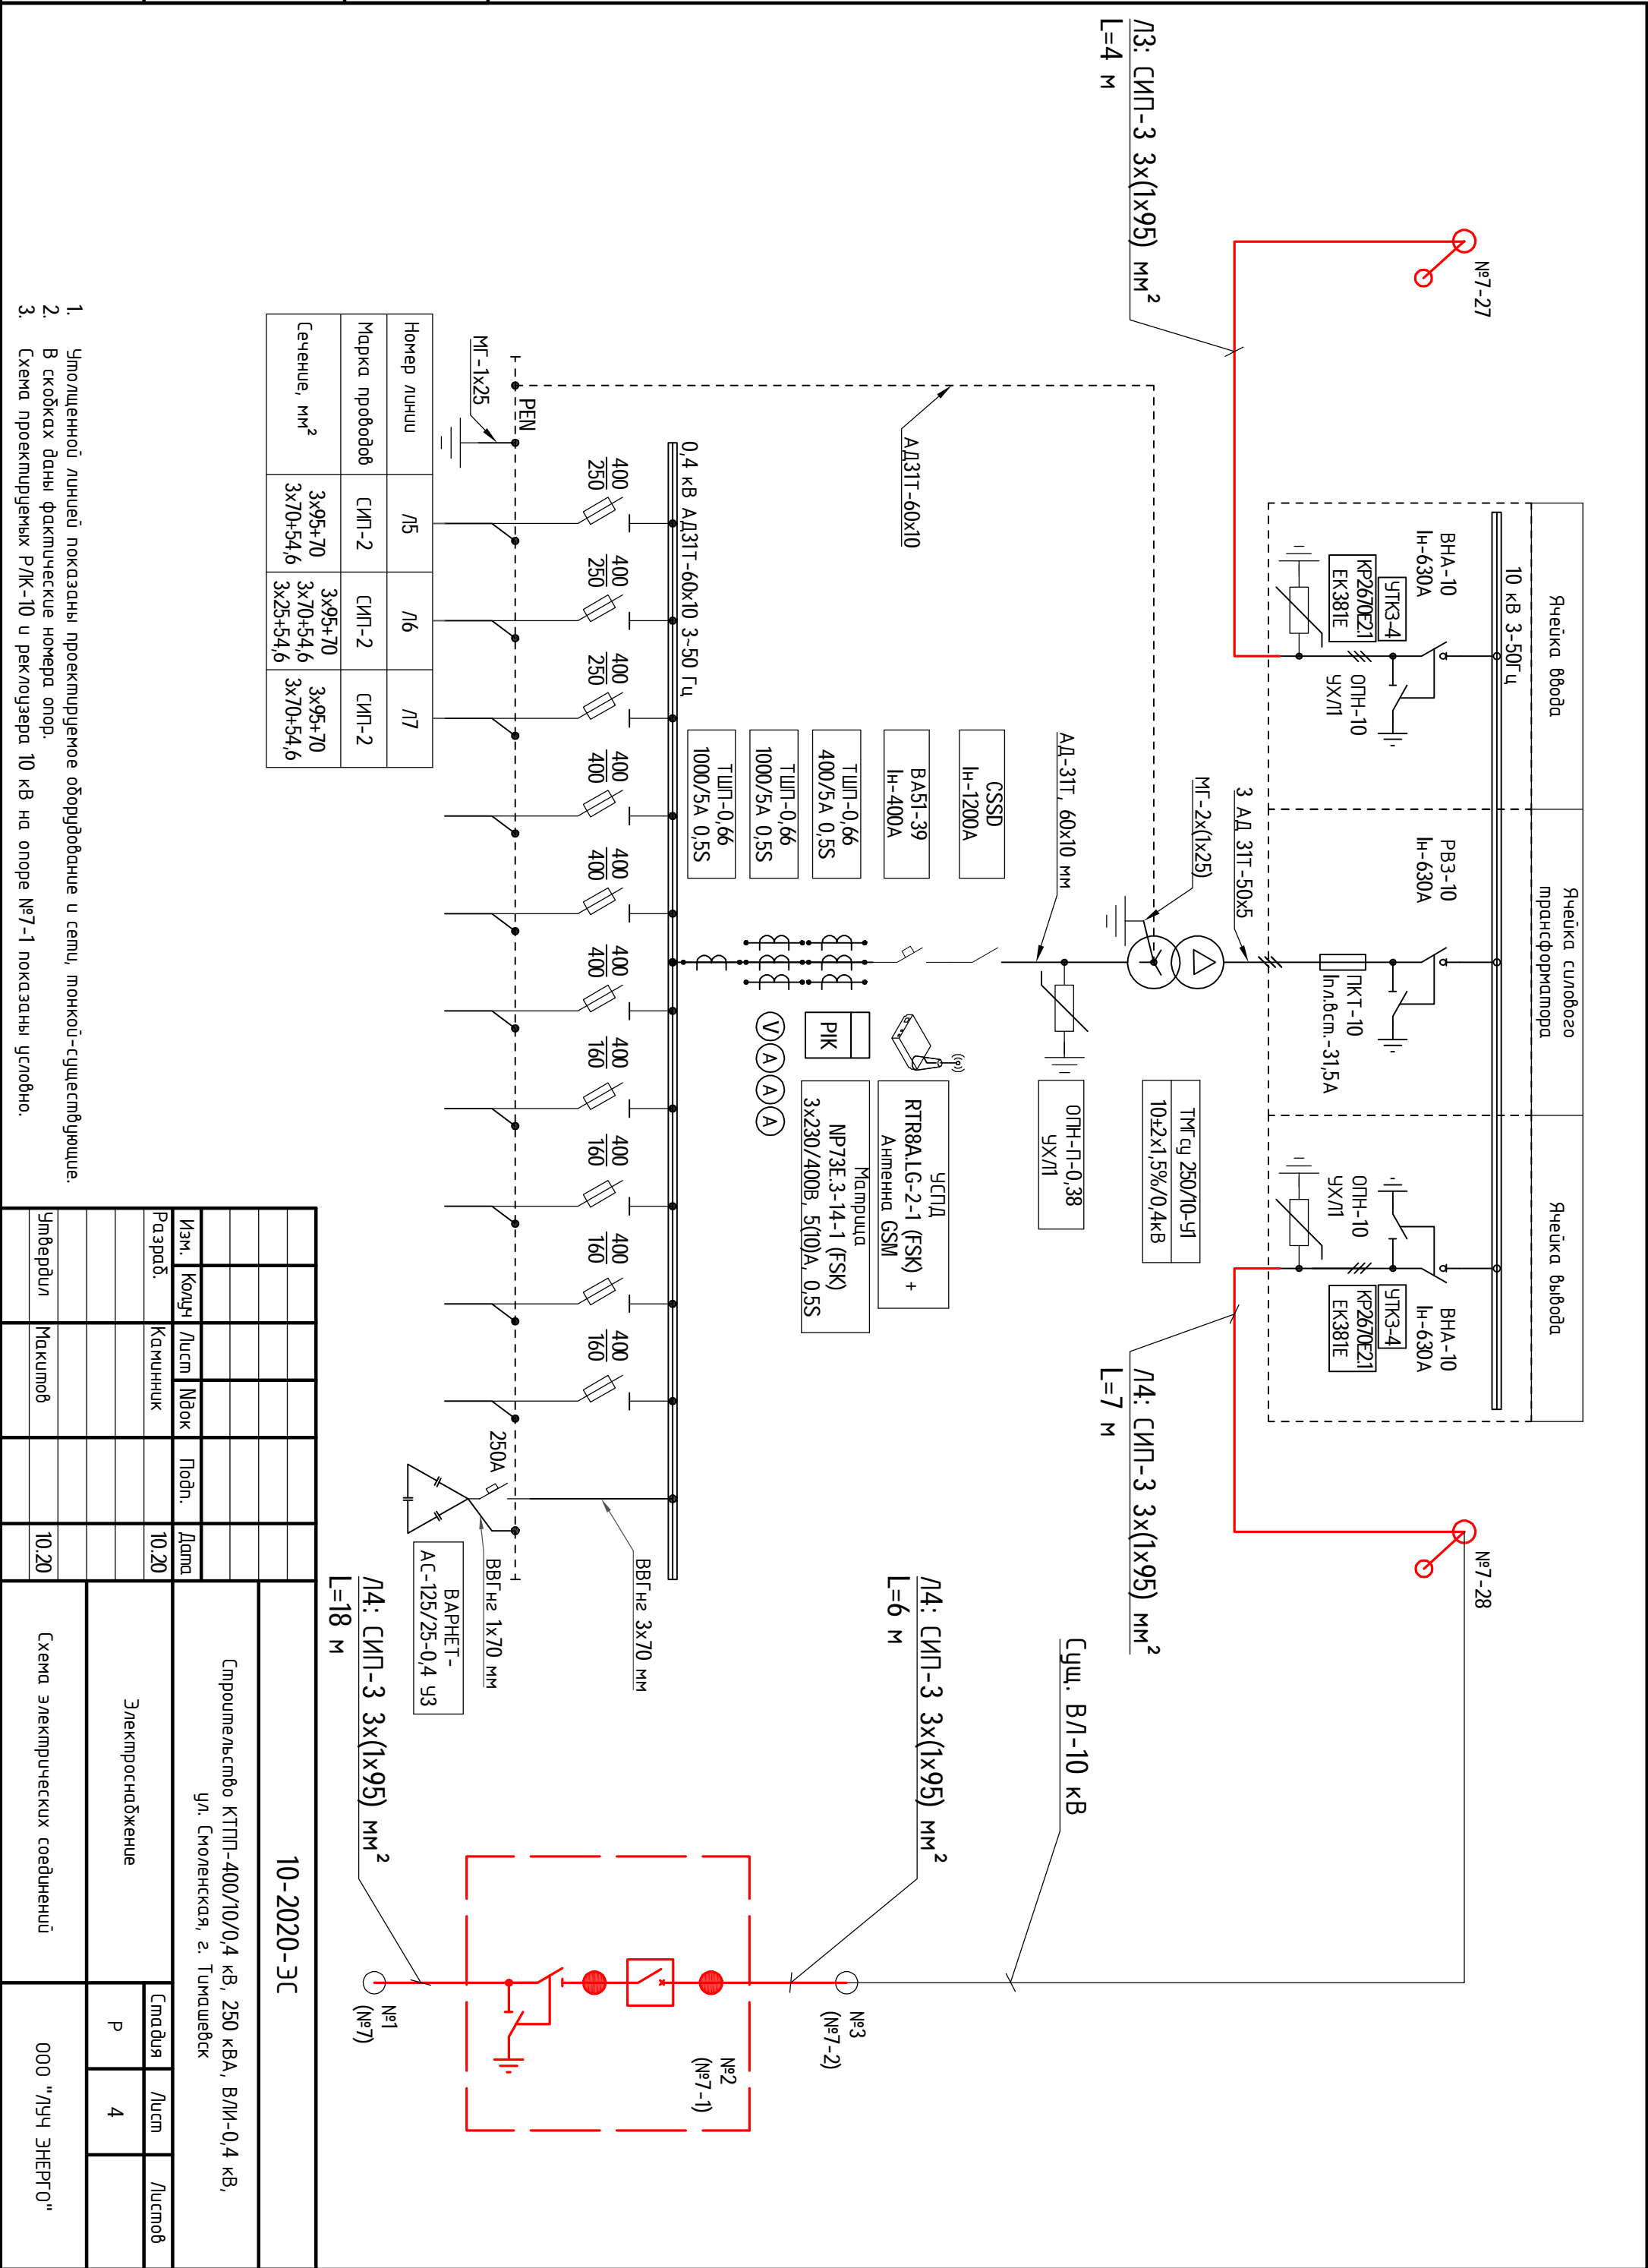 Ячейка ввода
Ячейка силового
трансформатора
Ячейка вывода
10 кВ 3~50Гц
ВНА-10
Iн-630А
УТКЗ-4
КР2670Е2.1
ЕК381Е
ОПН-10
УХЛ1
РВЗ-10
Iн-630А
ПКТ-10
Iпл.вст.-31,5А
ОПН-10
УХЛ1
ВНА-10
Iн-630А
УТКЗ-4
КР2670Е2.1
ЕК381Е
№7-27
№7-28
Л3: СИП-3 3х(1х95) мм²
L=4 м
Л4: СИП-3 3х(1х95) мм²
L=7 м
3 АД 31Т-50х5
МГ-2х(1х25)
ТМГсу 250/10-У1
10±2х1,5%/0,4кВ
АД-31Т, 60х10 мм
ОПН-П-0,38
УХЛ1
АД31Т-60х10
CSSD
Iн-1200А
ВА51-39
Iн-400А
ТШП-0,66
400/5А 0,5S
ТШП-0,66
1000/5А 0,5S
ТШП-0,66
1000/5А 0,5S
УСПД
RTR8A.LG-2-1 (FSK) +
Антенна GSM
PIK
Матрица
NP73E.3-14-1 (FSK)
3х230/400В, 5(10)А, 0,5S
V
A
A
A
0,4 кВ АД31Т-60х10 3~50 Гц
400
250
400
250
400
250
400
400
400
400
400
400
400
160
400
160
400
160
400
160
PEN
МГ-1х25
250А
ВВГнг 3х70 мм
ВВГнг 1х70 мм
ВАРНЕТ-
АС-125/25-0,4 У3
Номер линии Л5 Л6 Л7
Марка проводов СИП-2 СИП-2 СИП-2
Сечение, мм²
3х95+70
3х70+54,6
3х95+70
3х70+54,6
3х25+54,6
3х95+70
3х70+54,6
Сущ. ВЛ-10 кВ
Л4: СИП-3 3х(1х95) мм²
L=6 м
Л4: СИП-3 3х(1х95) мм²
L=18 м
№3
(№7-2)
№2
(№7-1)
№1
(№7)
1. Утолщенной линией показаны проектируемое оборудование и сети, тонкой-существующие.
2. В скобках даны фактические номера опор.
3. Схема проектируемых РЛК-10 и реклоузера 10 кВ на опоре №7-1 показаны условно.
10-2020-ЭС
Строительство КТПП-400/10/0,4 кВ, 250 кВА, ВЛИ-0,4 кВ,
ул. Смоленская, г. Тимашевск
Изм. Колуч Лист Nдок Подп. Дата
Разраб. Каминник 10.20
Утвердил Макитов 10.20
Электроснабжение
Стадия Лист Листов
Р 4
Схема электрических соединений
ООО "ЛУЧ ЭНЕРГО"